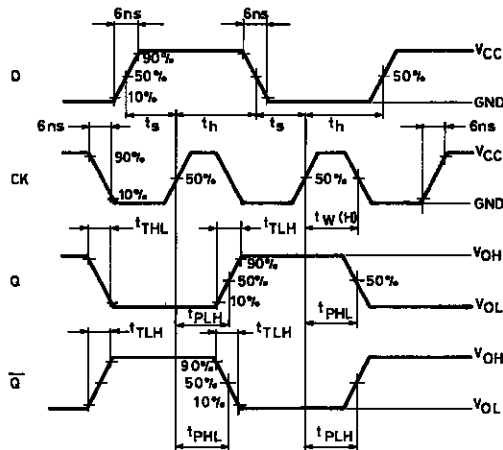 6ns 6ns
90% VCC
D 50% 50%
10% GND
ts th ts th
6ns 6ns
90% VCC
CK 50% 50%
10% GND
tTHL tTLH tW(H)
90% VOH
Q 50% 50%
10% VOL
tPLH tPHL
tTLH tTLH
90% VOH
Q̅ 50%
10% VOL
tPHL tPLH